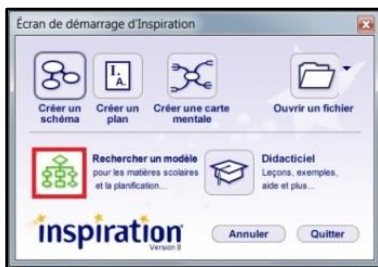 Écran de démarrage d'Inspiration
I.
A.
Créer un schéma
Créer un plan
Créer une carte mentale
Ouvrir un fichier
Rechercher un modèle
pour les matières scolaires
et la planification...
Didacticiel
Leçons, exemples,
aide et plus...
inspiration
Version 8
Annuler
Quitter